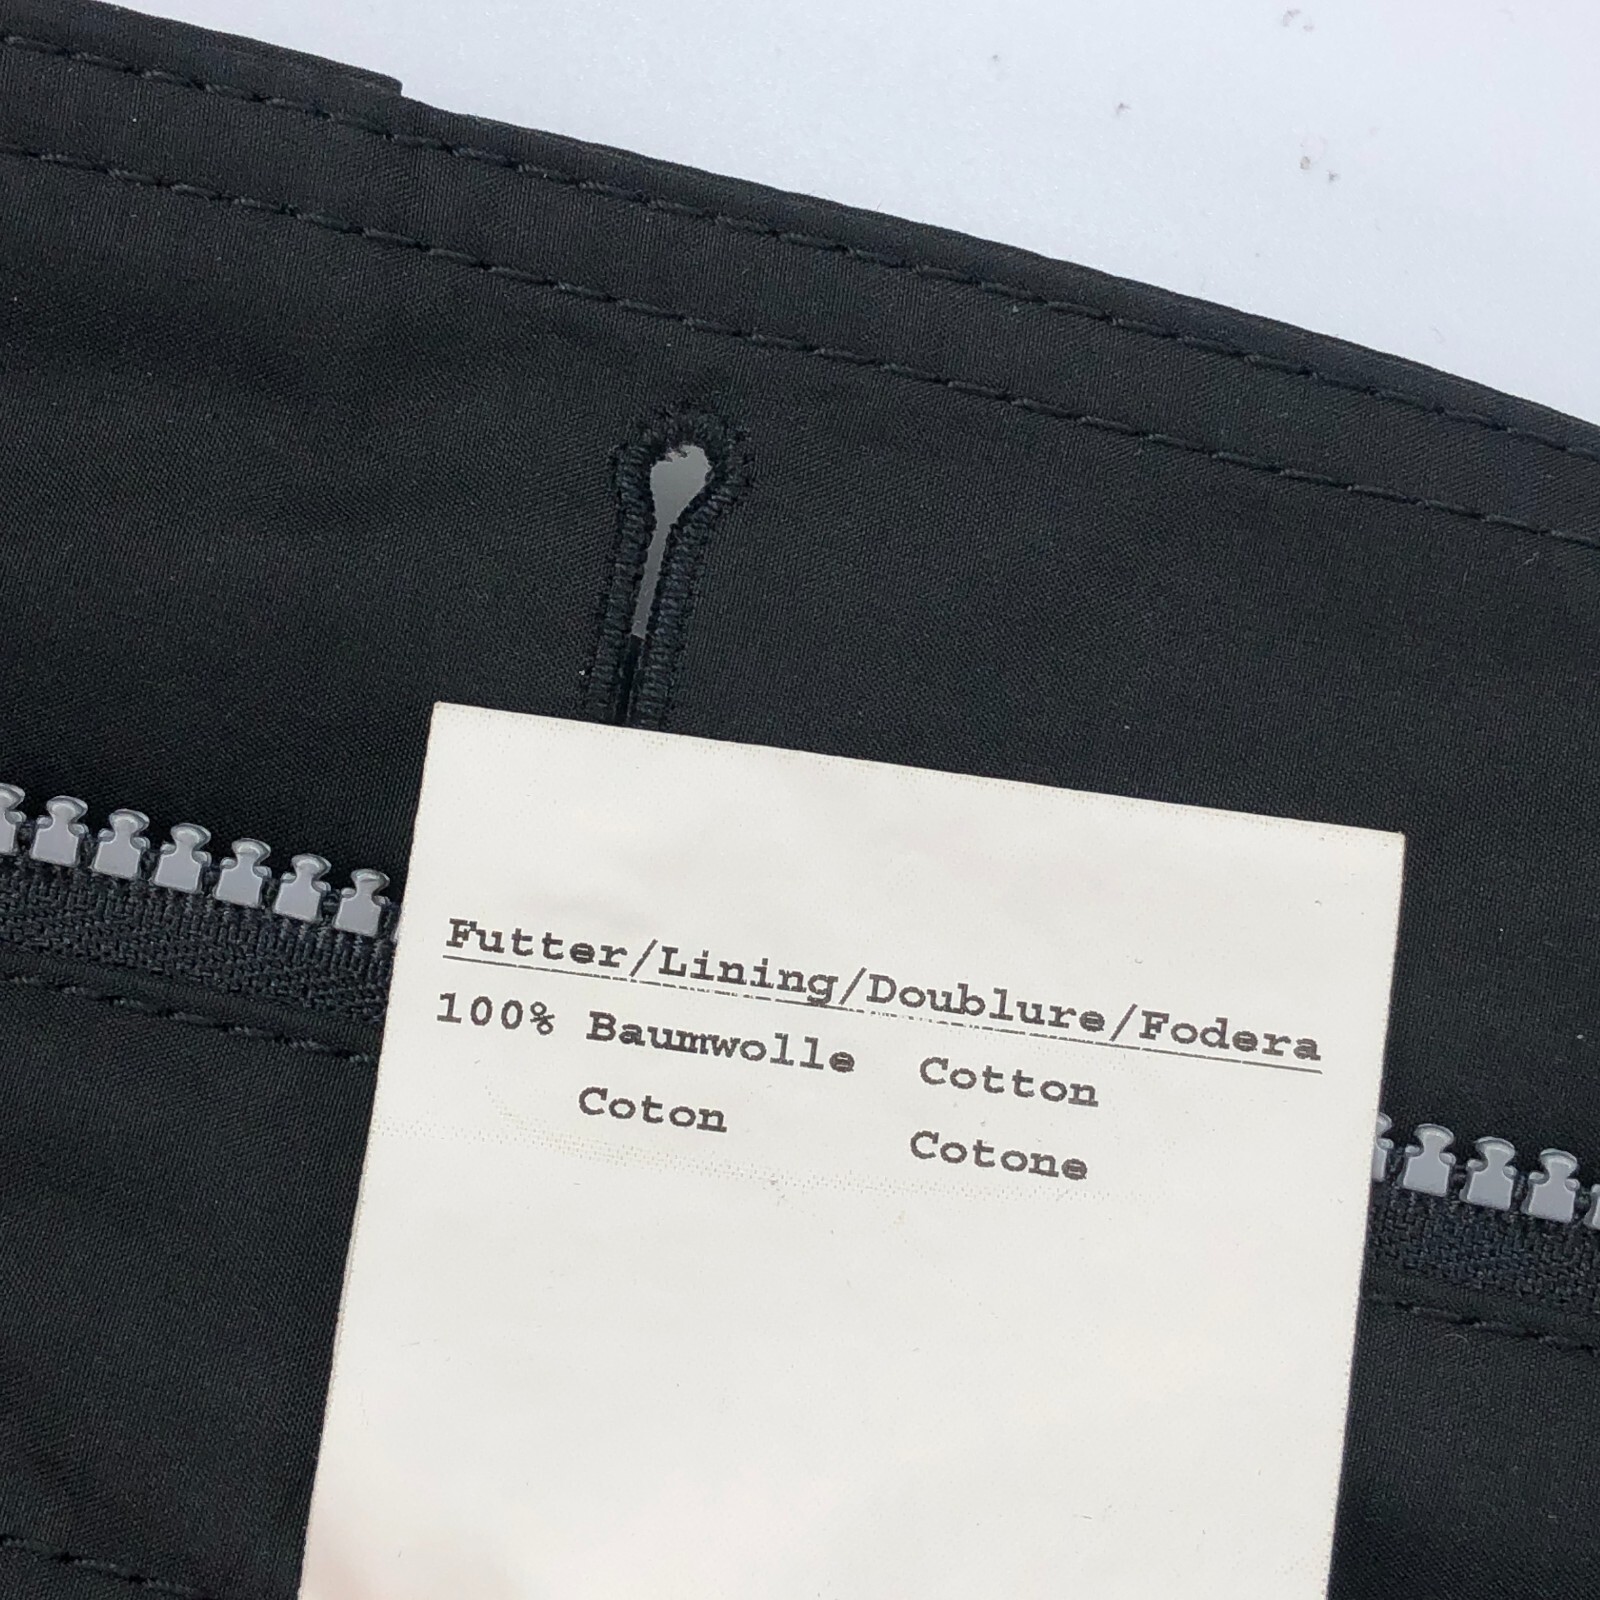 Futter/Lining/Doublure/Fodera
100% Baumwolle Cotton
Coton Cotone